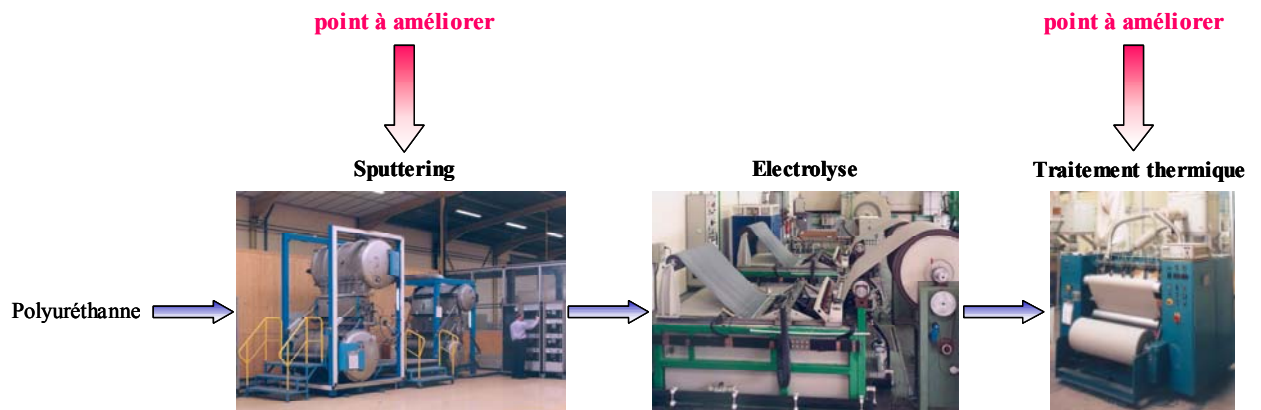 point à améliorer
point à améliorer
Sputtering
Electrolyse
Traitement thermique
Polyuréthanne